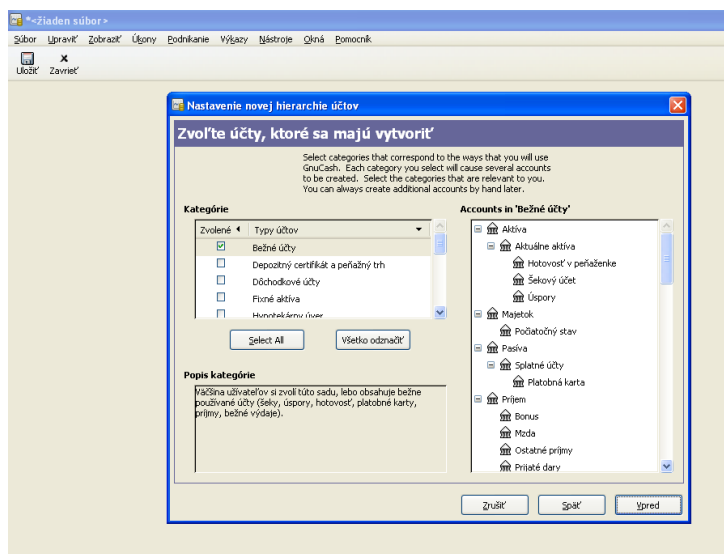 *<žiaden súbor>
Súbor Upraviť Zobraziť Úkony Podnikanie Výkazy Nástroje Okná Pomocník
Uložiť Zavrieť
Nastavenie novej hierarchie účtov
Zvoľte účty, ktoré sa majú vytvoriť
Select categories that correspond to the ways that you will use
GnuCash. Each category you select will cause several accounts
to be created. Select the categories that are relevant to you.
You can always create additional accounts by hand later.
Kategórie
Zvolené Typy účtov
Bežné účty
Depozitný certifikát a peňažný trh
Dôchodkové účty
Fixné aktíva
Hypotekárny úver
Select All Všetko odznačiť
Popis kategórie
Väčšina užívateľov si zvolí túto sadu, lebo obsahuje bežne
používané účty (šeky, úspory, hotovosť, platobné karty,
príjmy, bežné výdaje).
Accounts in 'Bežné účty'
Aktíva
Aktuálne aktíva
Hotovosť v peňaženke
Šekový účet
Úspory
Majetok
Počiatočný stav
Pasíva
Splatné účty
Platobná karta
Príjem
Bonus
Mzda
Ostatné príjmy
Prijaté dary
Zrušiť Späť Vpred